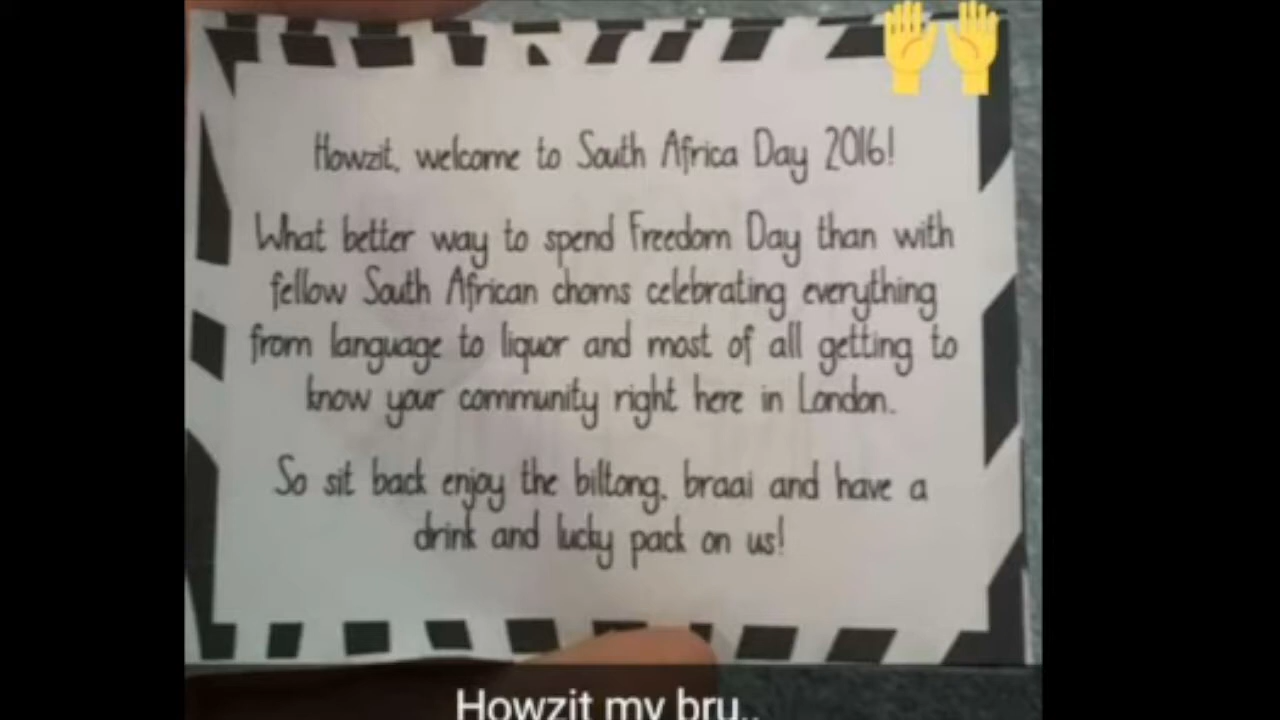 Howzit, welcome to South Africa Day 2016!
What better way to spend Freedom Day than with
fellow South African choms celebrating everything
from language to liquor and most of all getting to
know your community right here in London.
So sit back enjoy the biltong, braai and have a
drink and lucky pack on us!
Howzit my bru..